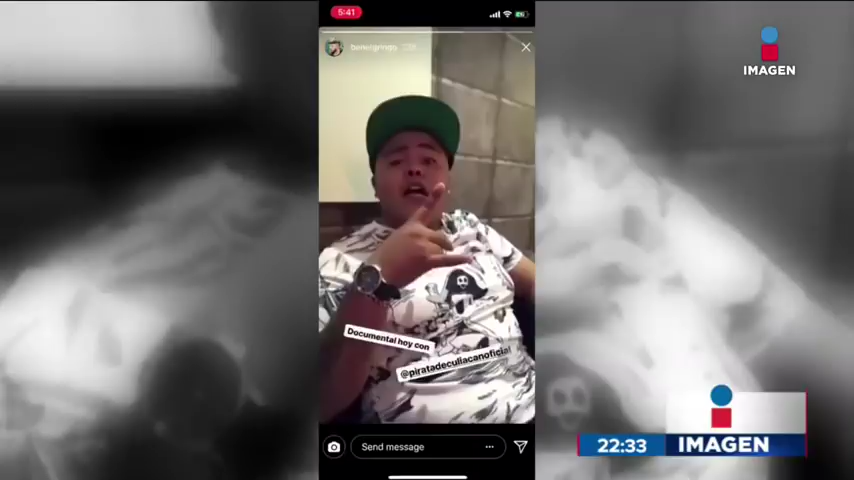 5:41
IMAGEN
Documental hoy con
@piratadeculiacanoficial
Send message
22:33
IMAGEN